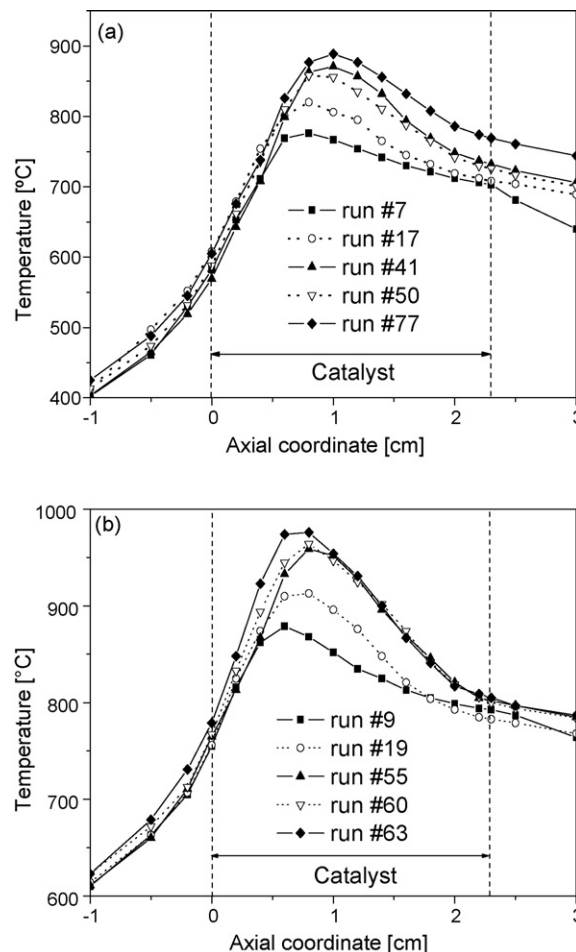 (a)
900
800
700
600
500
400
Temperature [ºC]
run #7
run #17
run #41
run #50
run #77
Catalyst
-1 0 1 2 3
Axial coordinate [cm]
(b)
1000
900
800
700
600
Temperature [°C]
run #9
run #19
run #55
run #60
run #63
Catalyst
-1 0 1 2 3
Axial coordinate [cm]